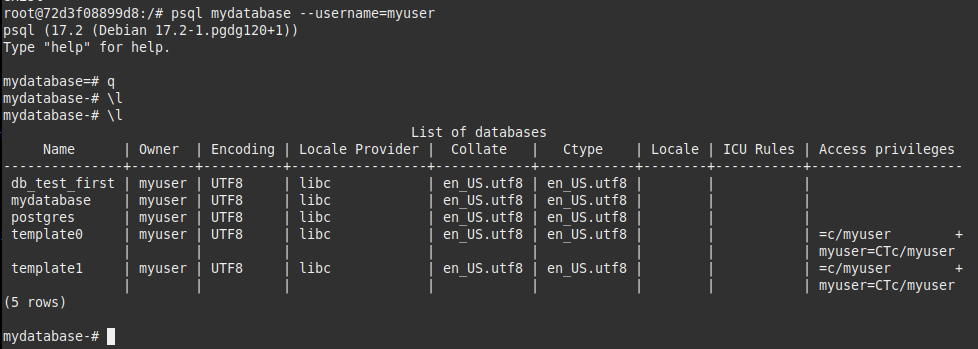 root@72d3f08899d8:/# psql mydatabase --username=myuser
psql (17.2 (Debian 17.2-1.pgdg120+1))
Type "help" for help.

mydatabase=# q
mydatabase-# \l
mydatabase-# \l
                                                List of databases
     Name      | Owner  | Encoding | Locale Provider |  Collate   |   Ctype    | Locale | ICU Rules | Access privileges
---------------+--------+----------+-----------------+------------+------------+--------+-----------+-------------------
 db_test_first | myuser | UTF8     | libc            | en_US.utf8 | en_US.utf8 |        |           |
 mydatabase    | myuser | UTF8     | libc            | en_US.utf8 | en_US.utf8 |        |           |
 postgres      | myuser | UTF8     | libc            | en_US.utf8 | en_US.utf8 |        |           |
 template0     | myuser | UTF8     | libc            | en_US.utf8 | en_US.utf8 |        |           | =c/myuser        +
               |        |          |                 |            |            |        |           | myuser=CTc/myuser
 template1     | myuser | UTF8     | libc            | en_US.utf8 | en_US.utf8 |        |           | =c/myuser        +
               |        |          |                 |            |            |        |           | myuser=CTc/myuser
(5 rows)

mydatabase-#